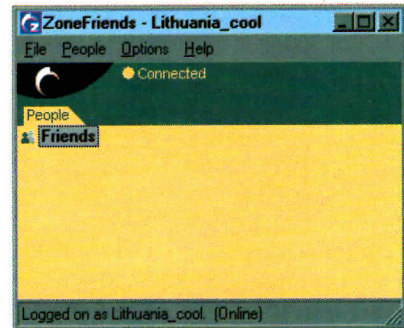 ZoneFriends - Lithuania_cool
File People Options Help
Connected
People
Friends
Logged on as Lithuania_cool. (Online)